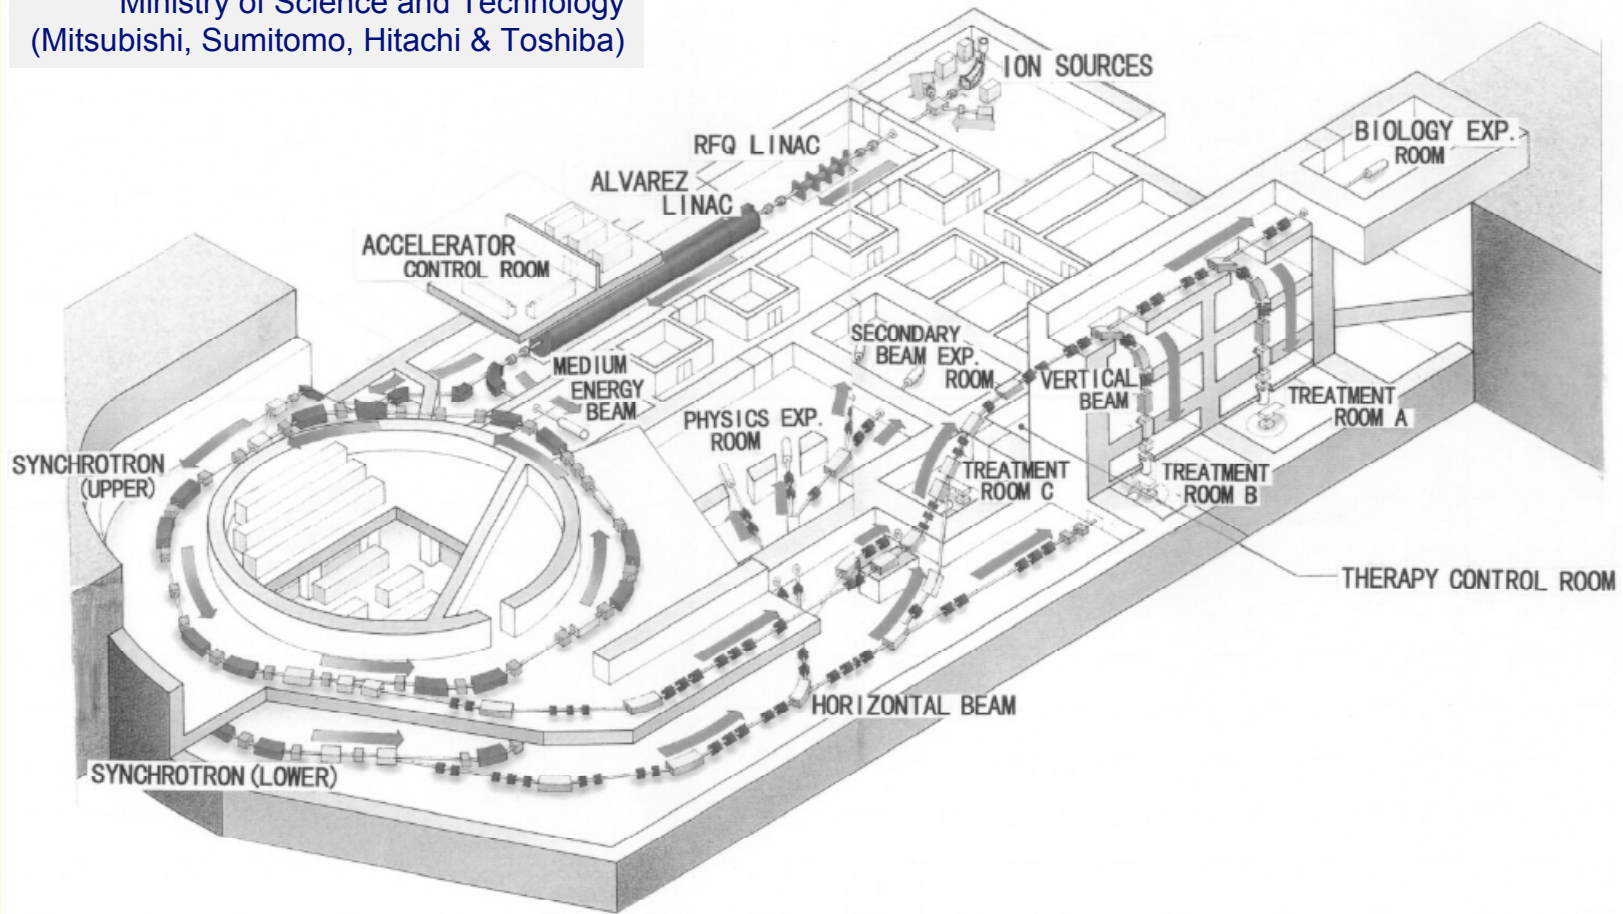 Ministry of Science and Technology
(Mitsubishi, Sumitomo, Hitachi & Toshiba)
ION SOURCES
RFQ LINAC
BIOLOGY EXP.
ROOM
ALVAREZ
LINAC
ACCELERATOR
CONTROL ROOM
SECONDARY
BEAM EXP.
ROOM
MEDIUM
ENERGY
BEAM
VERTICAL
BEAM
TREATMENT
ROOM A
PHYSICS EXP.
ROOM
SYNCHROTRON
(UPPER)
TREATMENT
ROOM C
TREATMENT
ROOM B
THERAPY CONTROL ROOM
HORIZONTAL BEAM
SYNCHROTRON (LOWER)